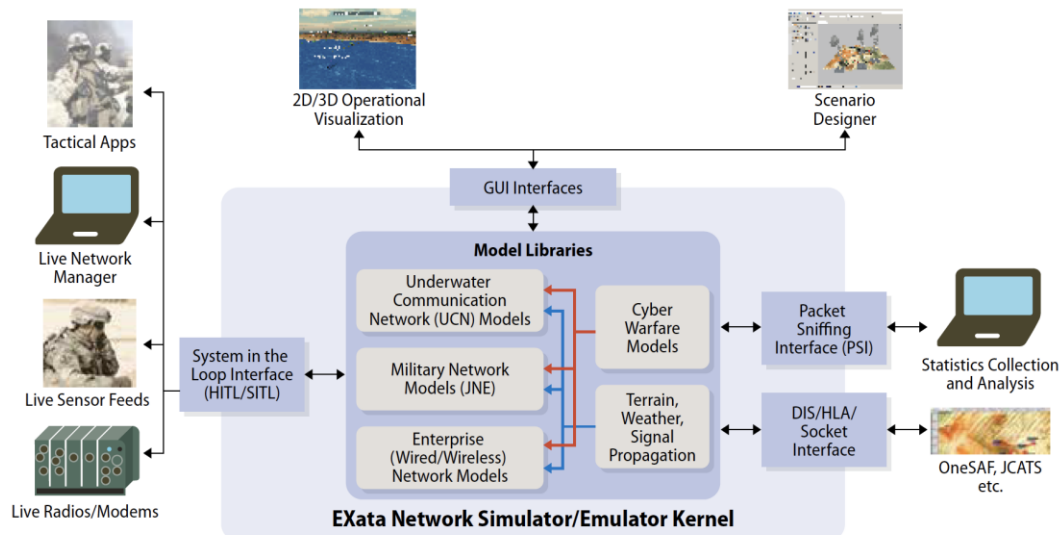 2D/3D Operational
Visualization
Scenario
Designer
Tactical Apps
Live Network
Manager
Live Sensor Feeds
Live Radios/Modems
GUI Interfaces
System in the
Loop Interface
(HITL/SITL)
Model Libraries
Underwater
Communication
Network (UCN) Models
Military Network
Models (JNE)
Enterprise
(Wired/Wireless)
Network Models
Cyber
Warfare
Models
Terrain,
Weather,
Signal
Propagation
Packet
Sniffing
Interface (PSI)
DIS/HLA/
Socket
Interface
Statistics Collection
and Analysis
OneSAF, JCATS
etc.
EXata Network Simulator/Emulator Kernel